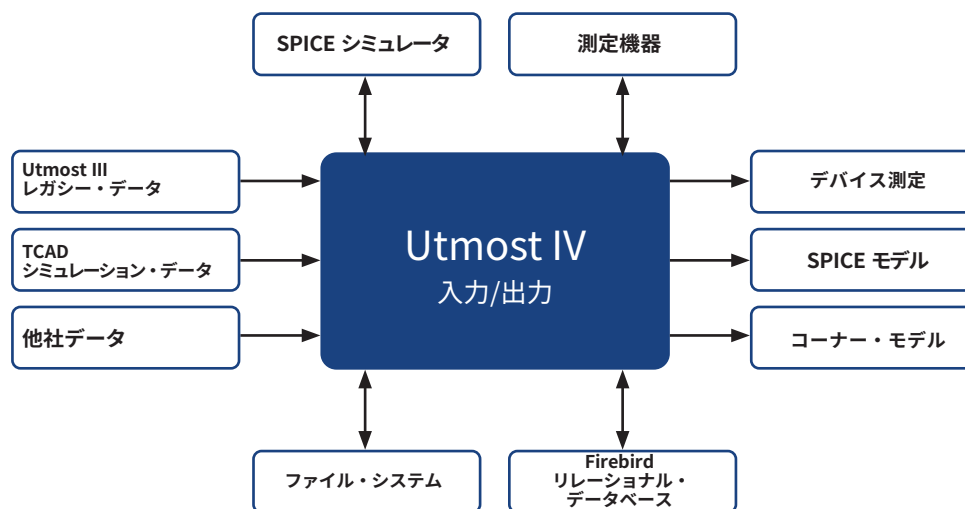 SPICE シミュレータ
測定機器
Utmost III
レガシー・データ
TCAD
シミュレーション・データ
他社データ
Utmost IV
入力/出力
デバイス測定
SPICE モデル
コーナー・モデル
ファイル・システム
Firebird
リレーショナル・
データベース